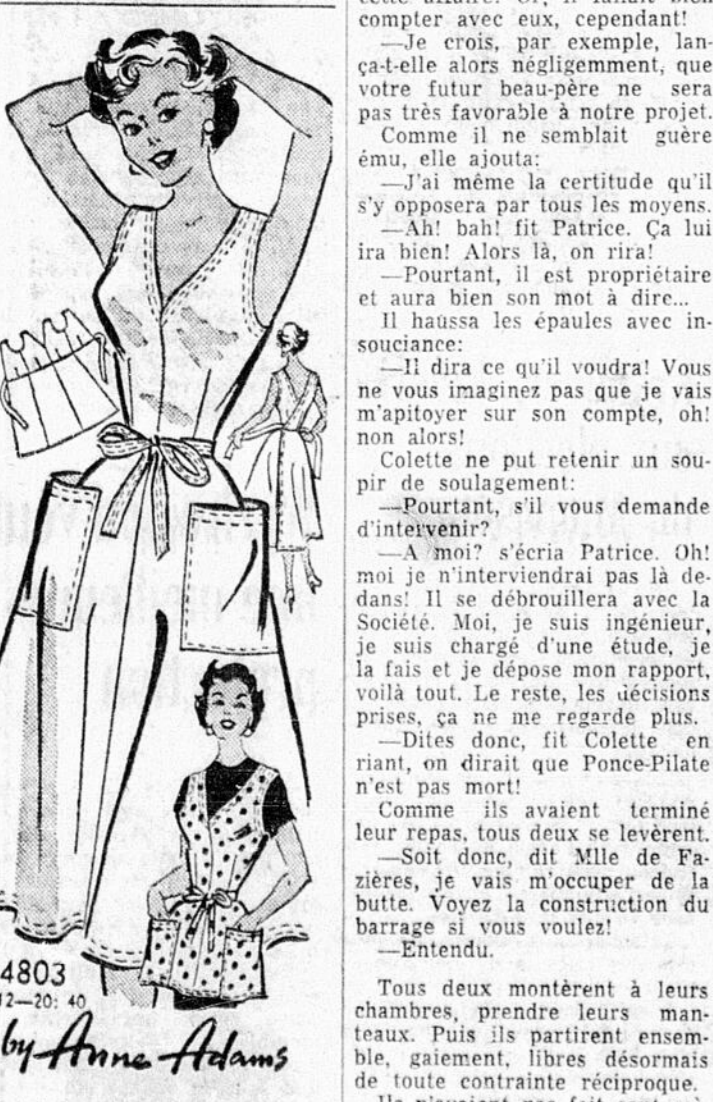 4803
12—20; 40
by Anne Adams
compter avec eux, cependant!
—Je crois, par exemple, lan-
ça-t-elle alors négligemment, que
votre futur beau-père ne sera
pas très favorable à notre projet.
Comme il ne semblait guère
ému, elle ajouta:
—J'ai même la certitude qu'il
s'y opposera par tous les moyens.
—Ah! bah! fit Patrice. Ça lui
ira bien! Alors là, on rira!
—Pourtant, il est propriétaire
et aura bien son mot à dire...
Il haussa les épaules avec in-
souciance:
—Il dira ce qu'il voudra! Vous
ne vous imaginez pas que je vais
m'apitoyer sur son compte, oh!
non alors!
Colette ne put retenir un sou-
pir de soulagement:
—Pourtant, s'il vous demande
d'intervenir?
—A moi? s'écria Patrice. Oh!
moi je n'interviendrai pas là de-
dans! Il se débrouillera avec la
Société. Moi, je suis ingénieur,
je suis chargé d'une étude, je
la fais et je dépose mon rapport,
voilà tout. Le reste, les décisions
prises, ça ne me regarde plus.
—Dites donc, fit Colette en
riant, on dirait que Ponce-Pilate
n'est pas mort!
Comme ils avaient terminé
leur repas, tous deux se levèrent.
—Soit donc, dit Mlle de Fa-
zières, je vais m'occuper de la
butte. Voyez la construction du
barrage si vous voulez!
—Entendu.
Tous deux montèrent à leurs
chambres, prendre leurs man-
teaux. Puis ils partirent ensem-
ble, gaiement, libres désormais
de toute contrainte réciproque.